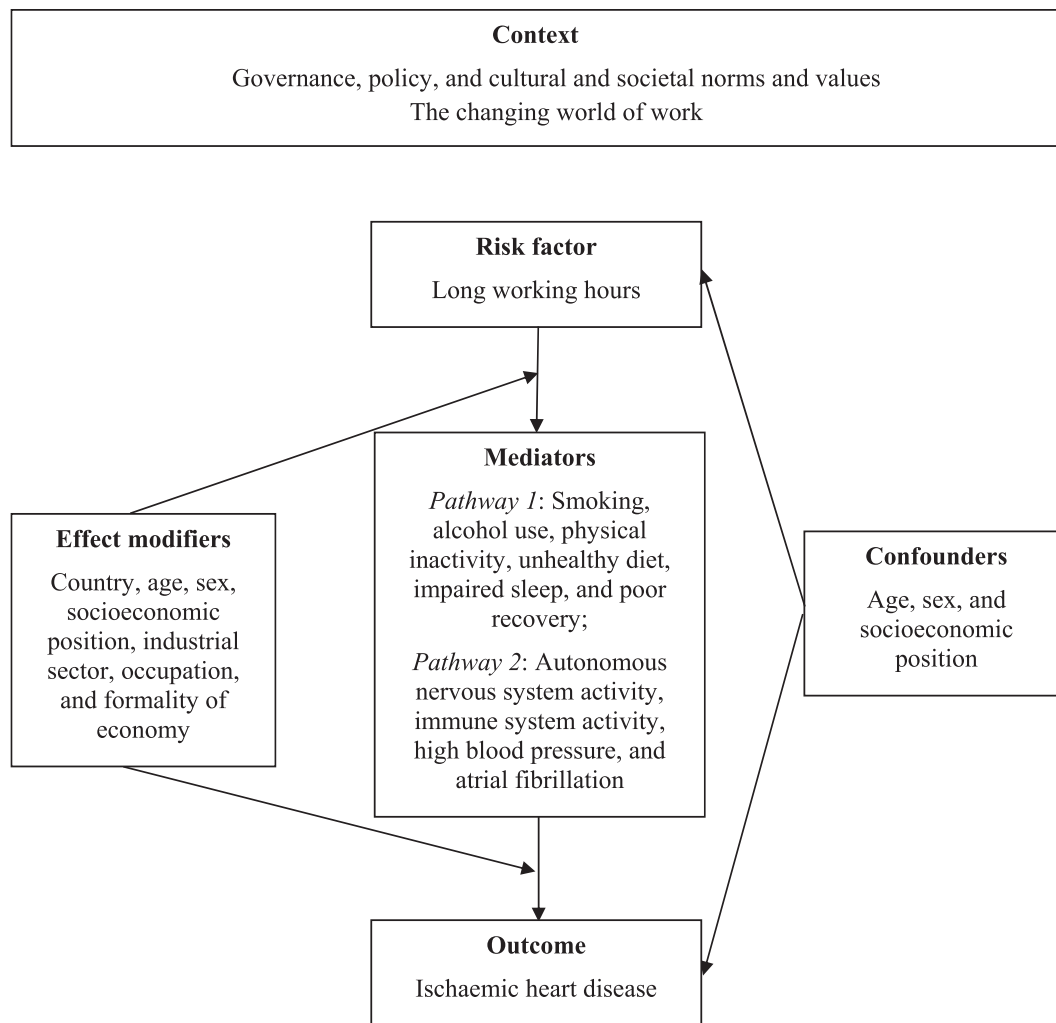 Context
Governance, policy, and cultural and societal norms and values
The changing world of work
Risk factor
Long working hours
Mediators
Pathway 1: Smoking,
alcohol use, physical
inactivity, unhealthy diet,
impaired sleep, and poor
recovery;
Pathway 2: Autonomous
nervous system activity,
immune system activity,
high blood pressure, and
atrial fibrillation
Effect modifiers
Country, age, sex,
socioeconomic
position, industrial
sector, occupation,
and formality of
economy
Confounders
Age, sex, and
socioeconomic
position
Outcome
Ischaemic heart disease